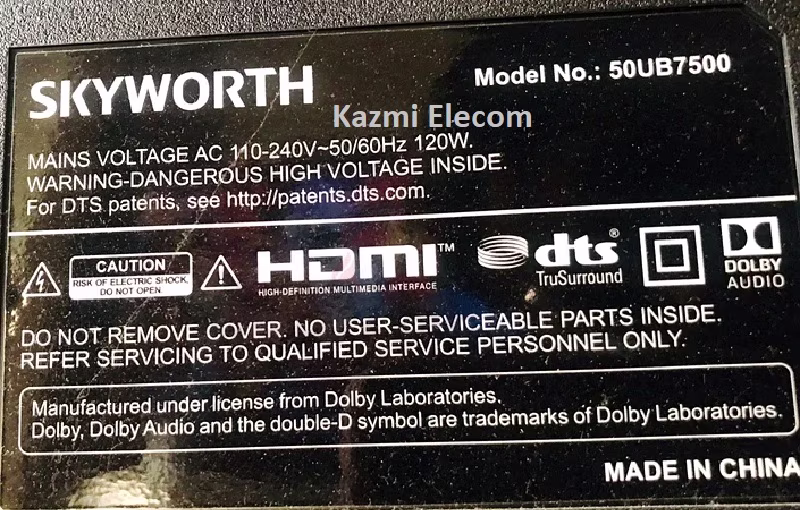 SKYWORTH
Model No.: 50UB7500
Kazmi Elecom
MAINS VOLTAGE AC 110-240V~50/60Hz 120W.
WARNING-DANGEROUS HIGH VOLTAGE INSIDE.
For DTS patents, see http://patents.dts.com.
CAUTION
RISK OF ELECTRIC SHOCK,
DO NOT OPEN.
HDMI™
HIGH-DEFINITION MULTIMEDIA INTERFACE
dts®
TruSurround
DOLBY
AUDIO
DO NOT REMOVE COVER. NO USER-SERVICEABLE PARTS INSIDE.
REFER SERVICING TO QUALIFIED SERVICE PERSONNEL ONLY.
Manufactured under license from Dolby Laboratories.
Dolby, Dolby Audio and the double-D symbol are trademarks of Dolby Laboratories.
MADE IN CHINA